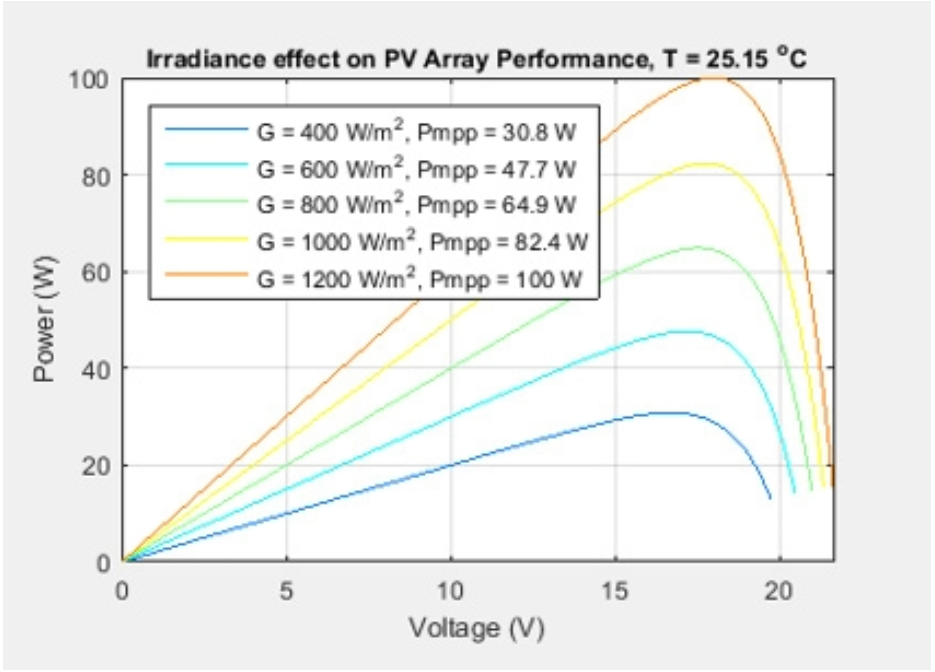 Irradiance effect on PV Array Performance, T = 25.15 °C
Power (W)
100
80
60
40
20
0
G = 400 W/m², Pmpp = 30.8 W
G = 600 W/m², Pmpp = 47.7 W
G = 800 W/m², Pmpp = 64.9 W
G = 1000 W/m², Pmpp = 82.4 W
G = 1200 W/m², Pmpp = 100 W
0 5 10 15 20
Voltage (V)